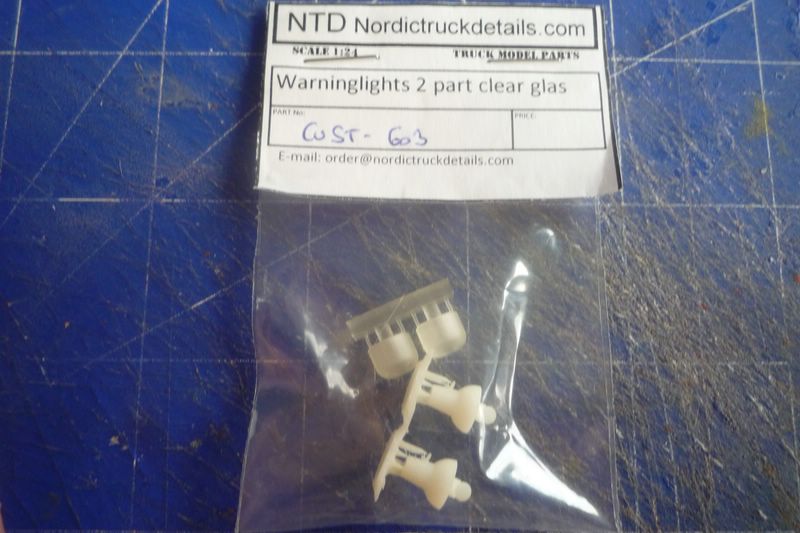 NTD Nordictruckdetails.com
SCALE 1:24 TRUCK MODEL PARTS
Warninglights 2 part clear glas
PART No: PRICE:
CUST - G03
E-mail: order@nordictruckdetails.com